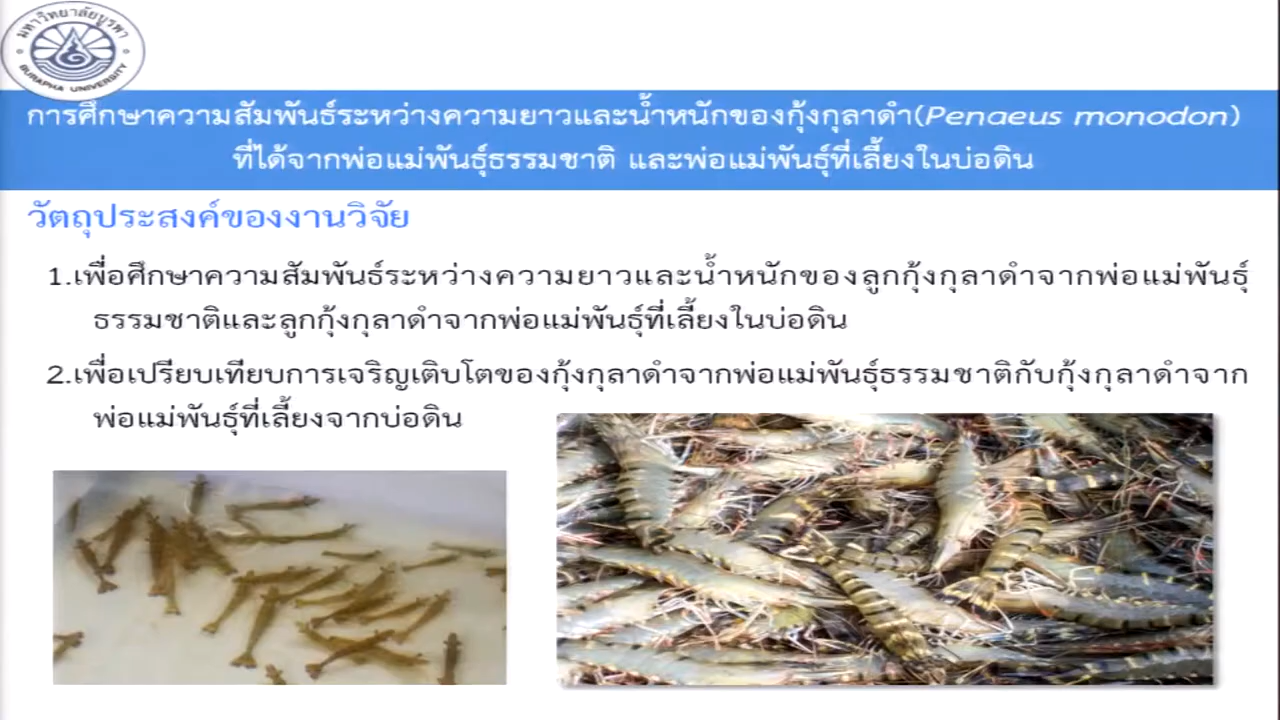 มหาวิทยาลัยบูรพา
BURAPHA UNIVERSITY
การศึกษาความสัมพันธ์ระหว่างความยาวและน้ำหนักของกุ้งกุลาดำ(Penaeus monodon)
ที่ได้จากพ่อแม่พันธุ์ธรรมชาติ และพ่อแม่พันธุ์ที่เลี้ยงในบ่อดิน
วัตถุประสงค์ของงานวิจัย
1.เพื่อศึกษาความสัมพันธ์ระหว่างความยาวและน้ำหนักของลูกกุ้งกุลาดำจากพ่อแม่พันธุ์
ธรรมชาติและลูกกุ้งกุลาดำจากพ่อแม่พันธุ์ที่เลี้ยงในบ่อดิน
2.เพื่อเปรียบเทียบการเจริญเติบโตของกุ้งกุลาดำจากพ่อแม่พันธุ์ธรรมชาติกับกุ้งกุลาดำจาก
พ่อแม่พันธุ์ที่เลี้ยงจากบ่อดิน